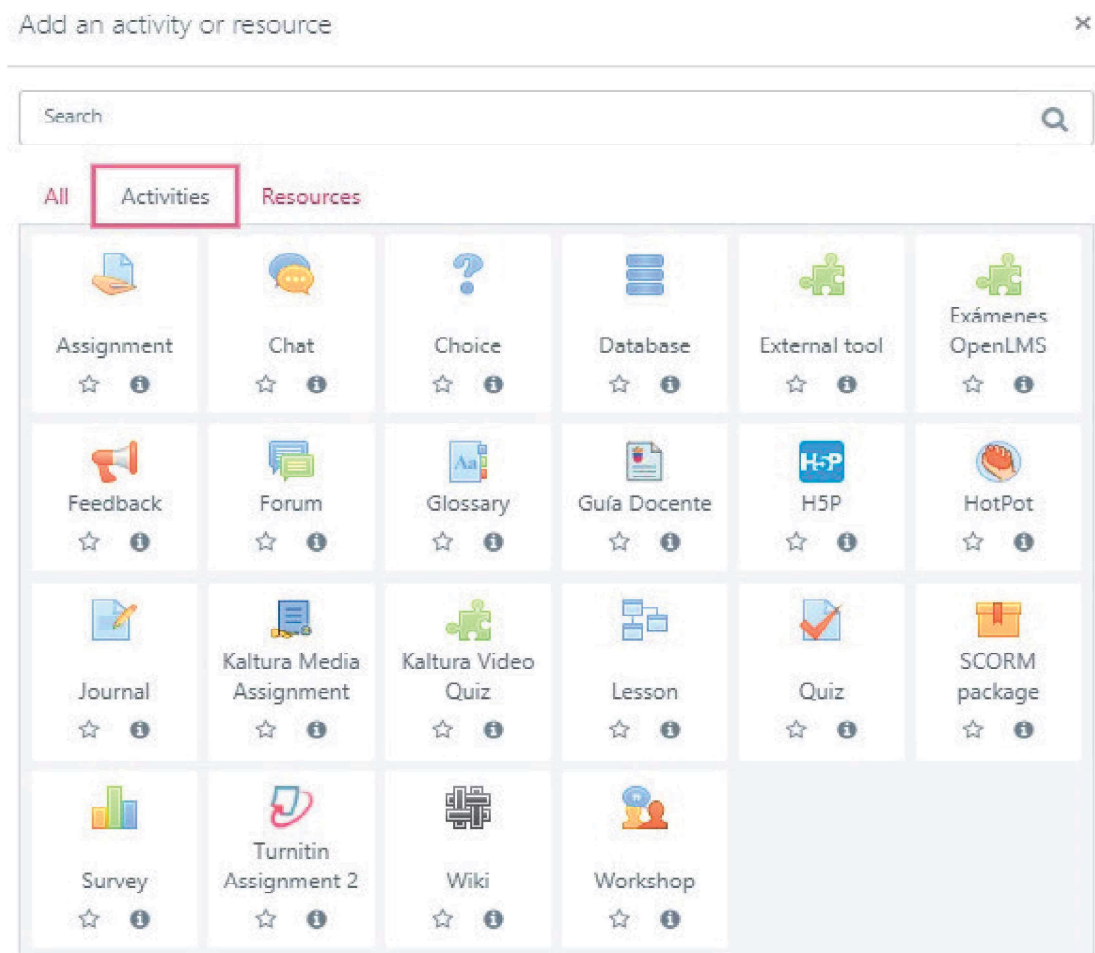 Add an activity or resource ×
Search
All Activities Resources
Assignment Chat Choice Database External tool Exámenes
OpenLMS
Feedback Forum Glossary Guía Docente H5P HotPot
Aa
H5P
Journal Kaltura Media
Assignment Kaltura Video
Quiz Lesson Quiz SCORM
package
Survey Turnitin
Assignment 2 Wiki Workshop